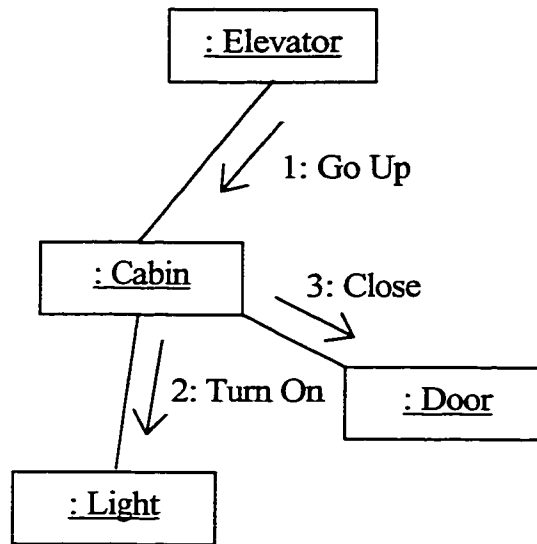 : Elevator
1: Go Up
: Cabin
3: Close
2: Turn On
: Door
: Light